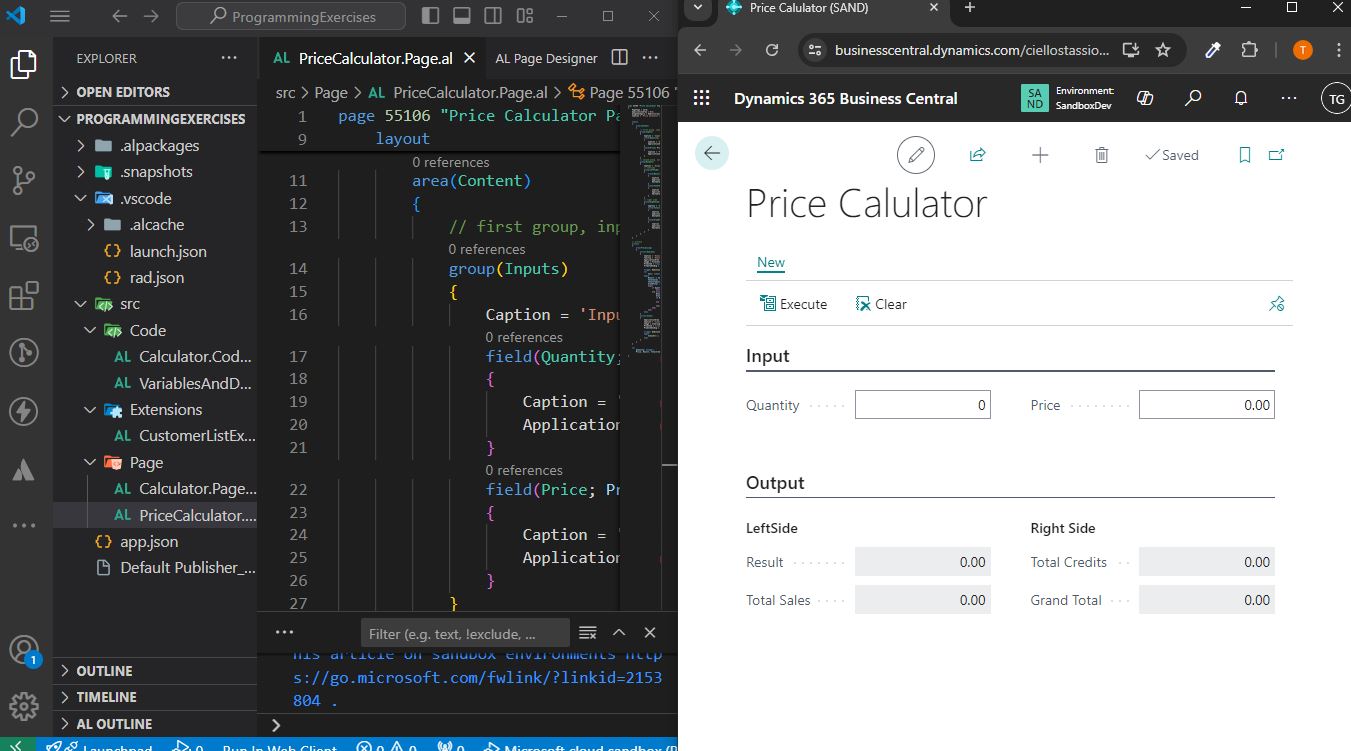 ProgrammingExercises
EXPLORER
OPEN EDITORS
PROGRAMMINGEXERCISES
.alpackages
.snapshots
.vscode
.alcache
launch.json
rad.json
src
Code
AL Calculator.Cod...
AL VariablesAndD...
Extensions
AL CustomerListEx...
Page
AL Calculator.Page...
AL PriceCalculator....
app.json
Default Publisher_...
OUTLINE
TIMELINE
AL OUTLINE
1
AL PriceCalculator.Page.al
AL Page Designer
src > Page > AL PriceCalculator.Page.al > Page 55106 "
1 page 55106 "Price Calculator Pa
9 layout
0 references
11 area(Content)
12 {
13 // first group, inp
0 references
14 group(Inputs)
15 {
16 Caption = 'Inpu
0 references
17 field(Quantity;
18 {
19 Caption = '
20 Application
21 }
0 references
22 field(Price; Pr
23 {
24 Caption = '
25 Application
26 }
27 }
Filter (e.g. text, !exclude, ...
his article on sandbox environments http
s://go.microsoft.com/fwlink/?linkid=2153
804 .
Launchpad 0 Run In Web Client 0 0 0 Microsoft cloud sandbox (P
Price Calulator (SAND)
businesscentral.dynamics.com/ciellostassio...
T
Dynamics 365 Business Central
SA
ND
Environment:
SandboxDev
TG
Saved
Price Calulator
New
Execute Clear
Input
Quantity 0 Price 0.00
Output
LeftSide Right Side
Result 0.00 Total Credits 0.00
Total Sales 0.00 Grand Total 0.00